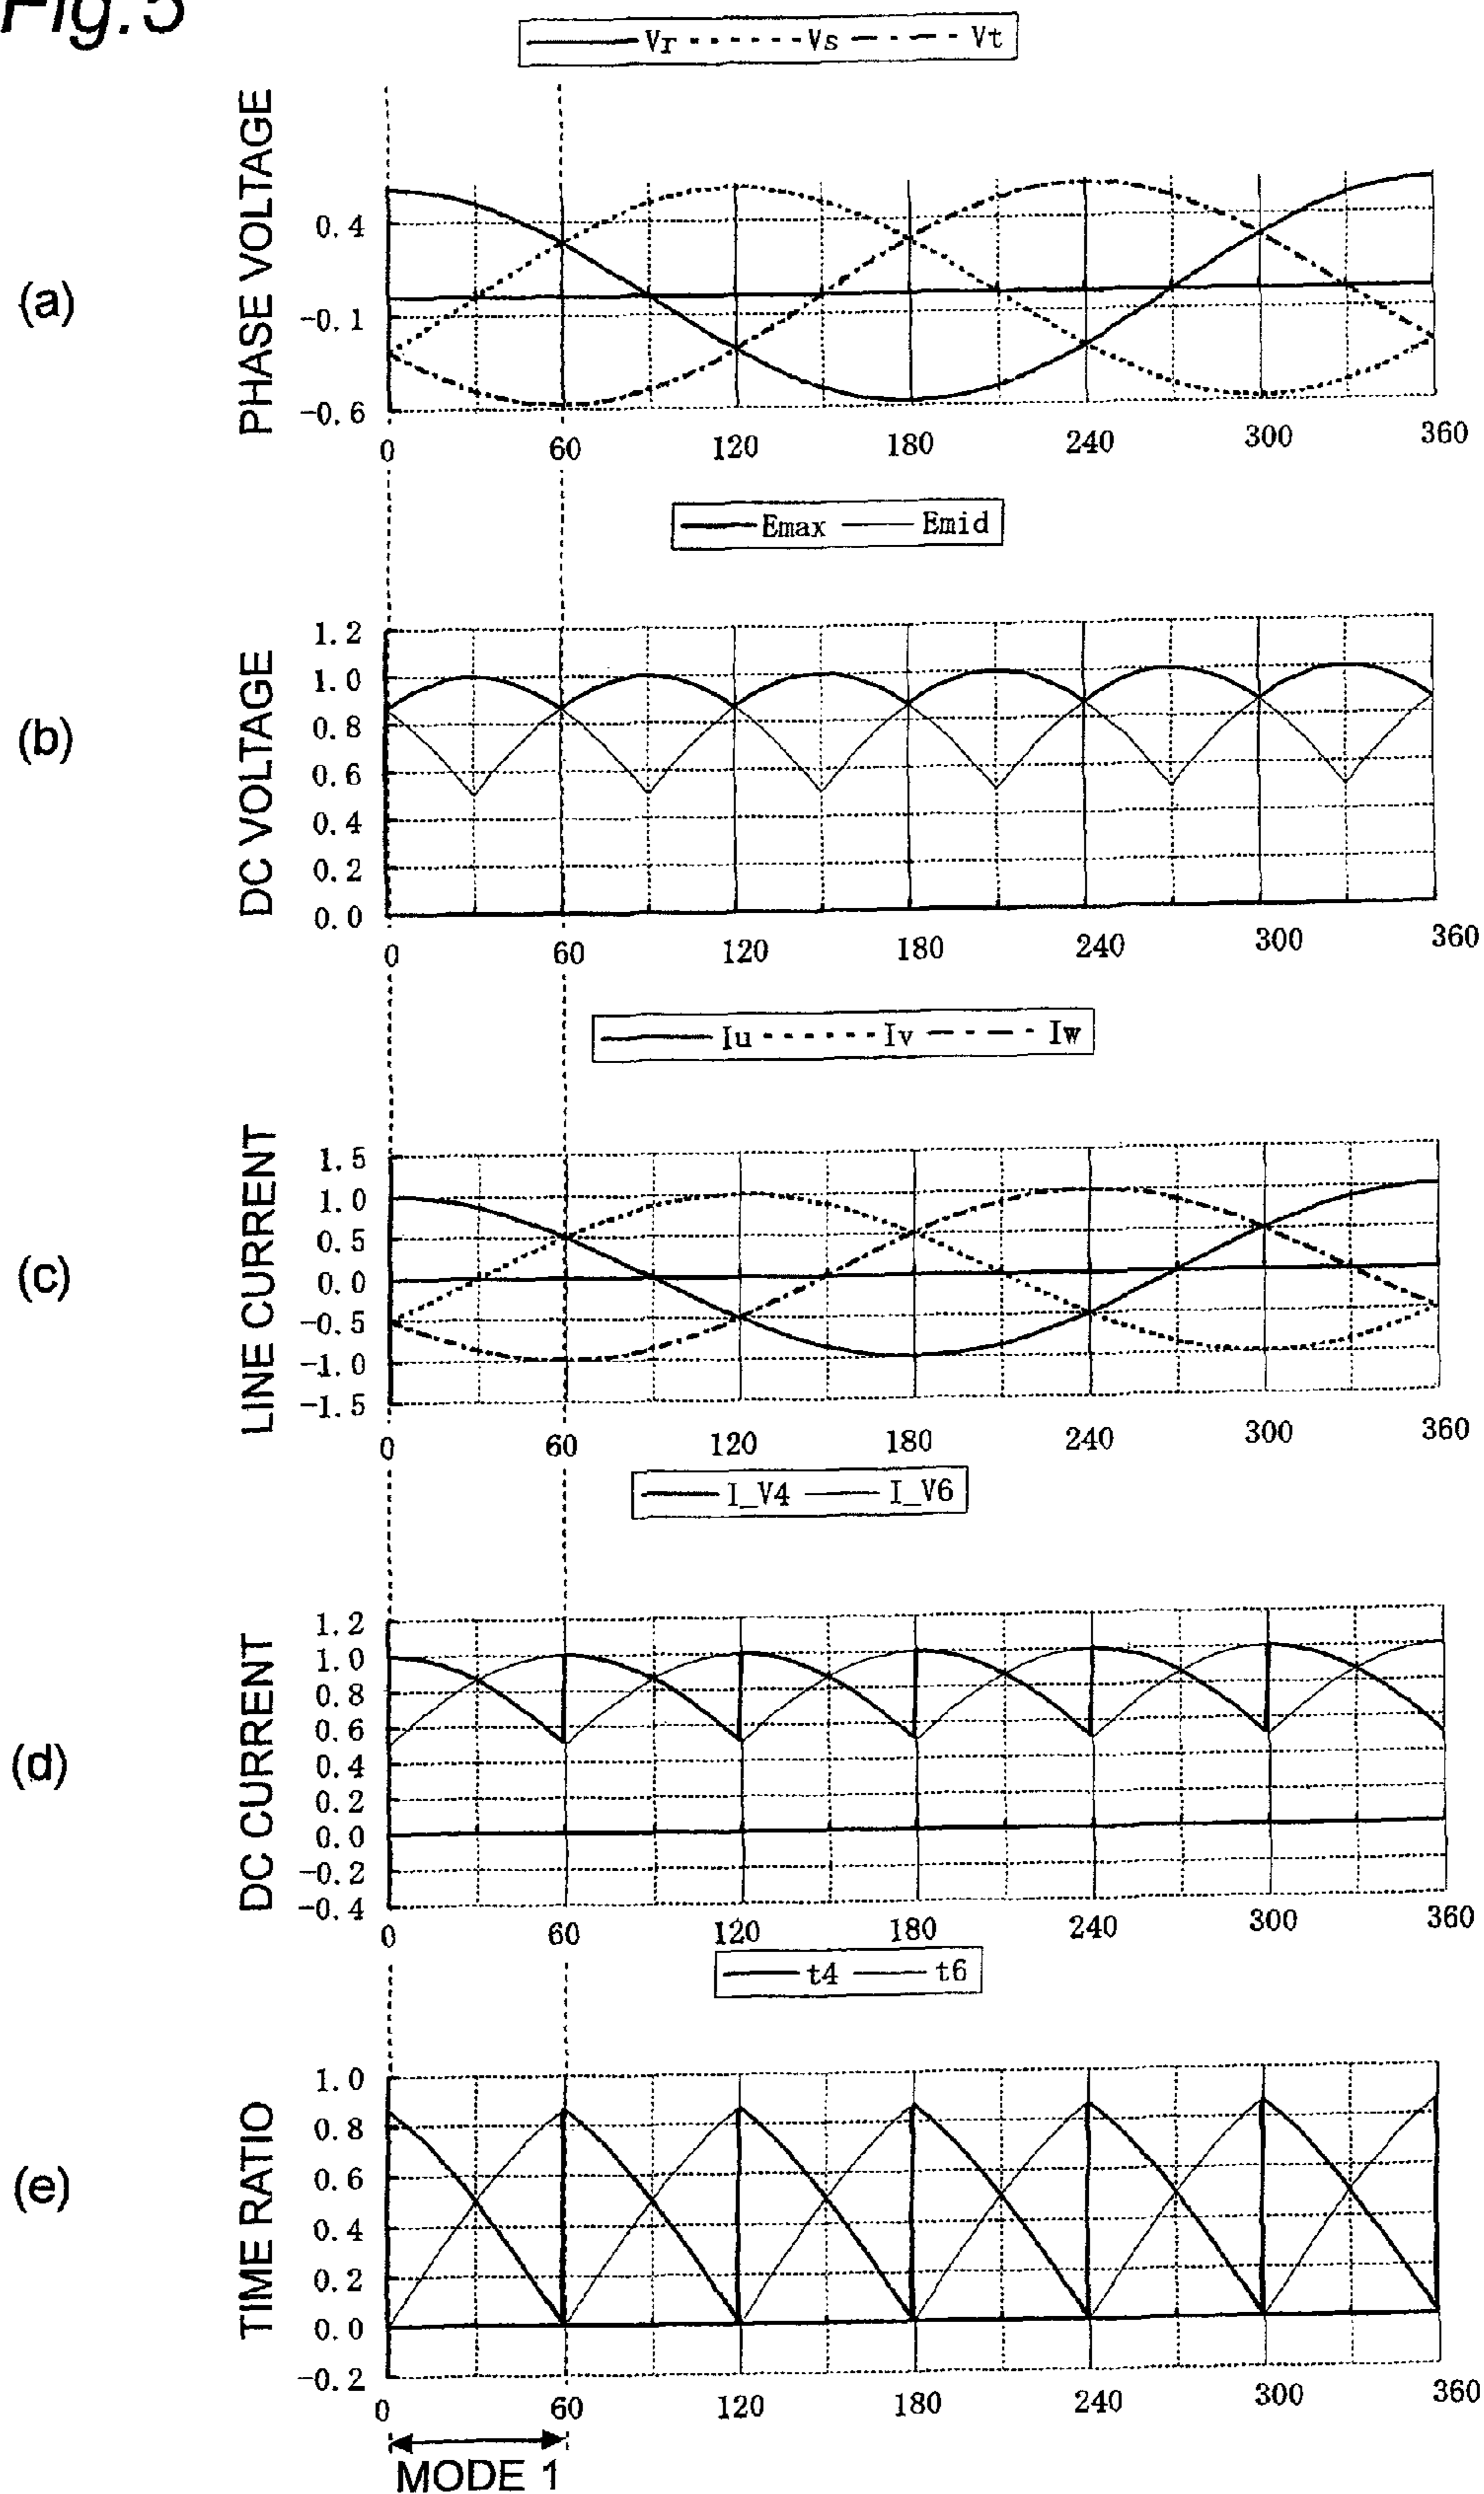 Fig. 5
Vr Vs Vt
(a)
PHASE VOLTAGE
0.4
-0.1
-0.6
0 60 120 180 240 300 360
Emax Emid
(b)
DC VOLTAGE
1.2
1.0
0.8
0.6
0.4
0.2
0.0
0 60 120 180 240 300 360
Iu Iv Iw
(c)
LINE CURRENT
1.5
1.0
0.5
0.0
-0.5
-1.0
-1.5
0 60 120 180 240 300 360
I_V4 I_V6
(d)
DC CURRENT
1.2
1.0
0.8
0.6
0.4
0.2
0.0
-0.2
-0.4
0 60 120 180 240 300 360
t4 t6
(e)
TIME RATIO
1.0
0.8
0.6
0.4
0.2
0.0
-0.2
0 60 120 180 240 300 360
MODE 1